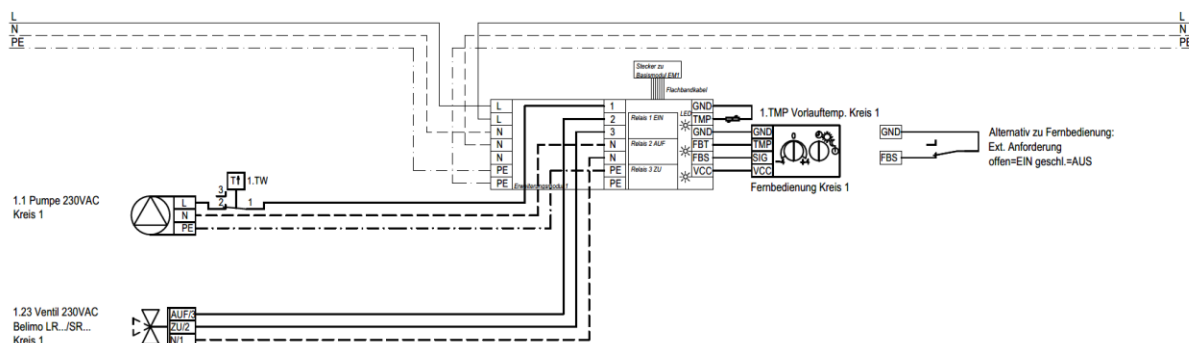 L
N
PE
L
N
PE
Stecker zu
Basismodul EM1
Flachbandkabel
L
L
N
N
N
PE
PE
1
2
3
N
N
PE
PE
Relais 1 EIN
Relais 2 AUF
Relais 3 ZU
Erweiterungsmodul 1
LED
GND
TMP
GND
FBT
FBS
VCC
1.TMP Vorlauftemp. Kreis 1
GND
TMP
SIG
VCC
0
Fernbedienung Kreis 1
GND
FBS
Alternativ zu Fernbedienung:
Ext. Anforderung
offen=EIN geschl.=AUS
1.1 Pumpe 230VAC
Kreis 1
L
N
PE
T
1.TW
3
2
1
1.23 Ventil 230VAC
Belimo LR.../SR...
Kreis 1
AUF/3
ZU/2
N/1